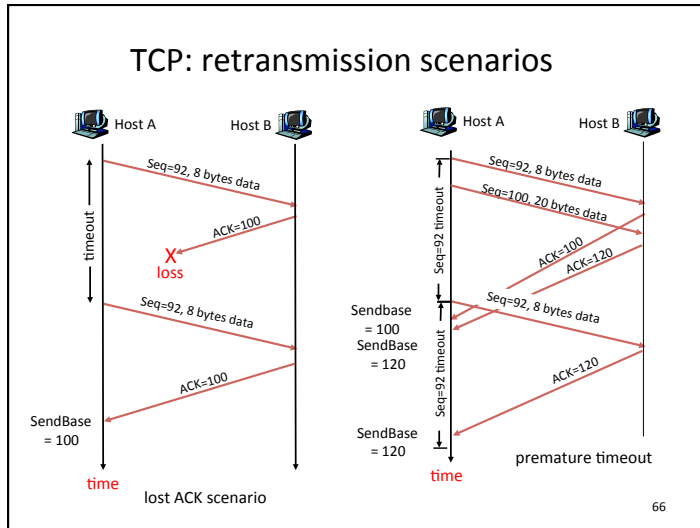 TCP: retransmission scenarios
Host A
Host B
Seq=92, 8 bytes data
timeout
ACK=100
X
loss
Seq=92, 8 bytes data
ACK=100
SendBase
= 100
time
lost ACK scenario
Host A
Host B
Seq=92, 8 bytes data
Seq=100, 20 bytes data
Seq=92 timeout
ACK=100
ACK=120
Seq=92, 8 bytes data
Sendbase
= 100
SendBase
= 120
Seq=92 timeout
ACK=120
SendBase
= 120
time
premature timeout
66